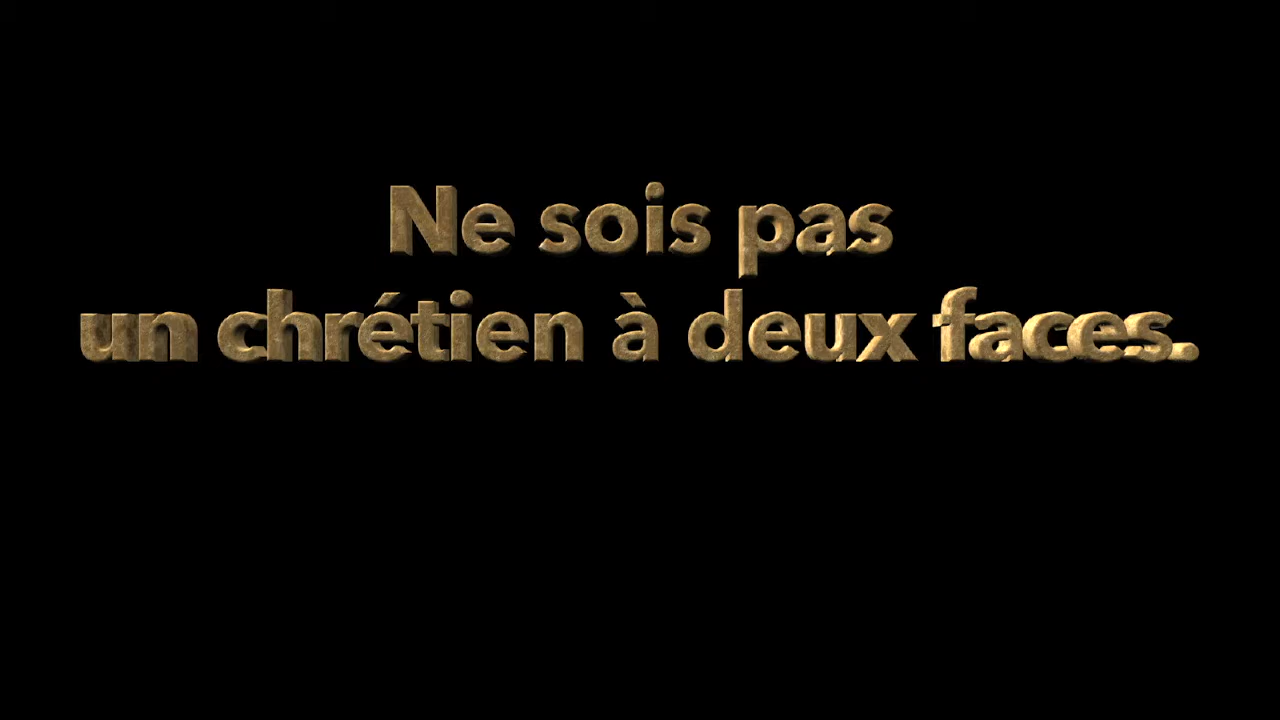 Ne sois pas
un chrétien à deux faces.